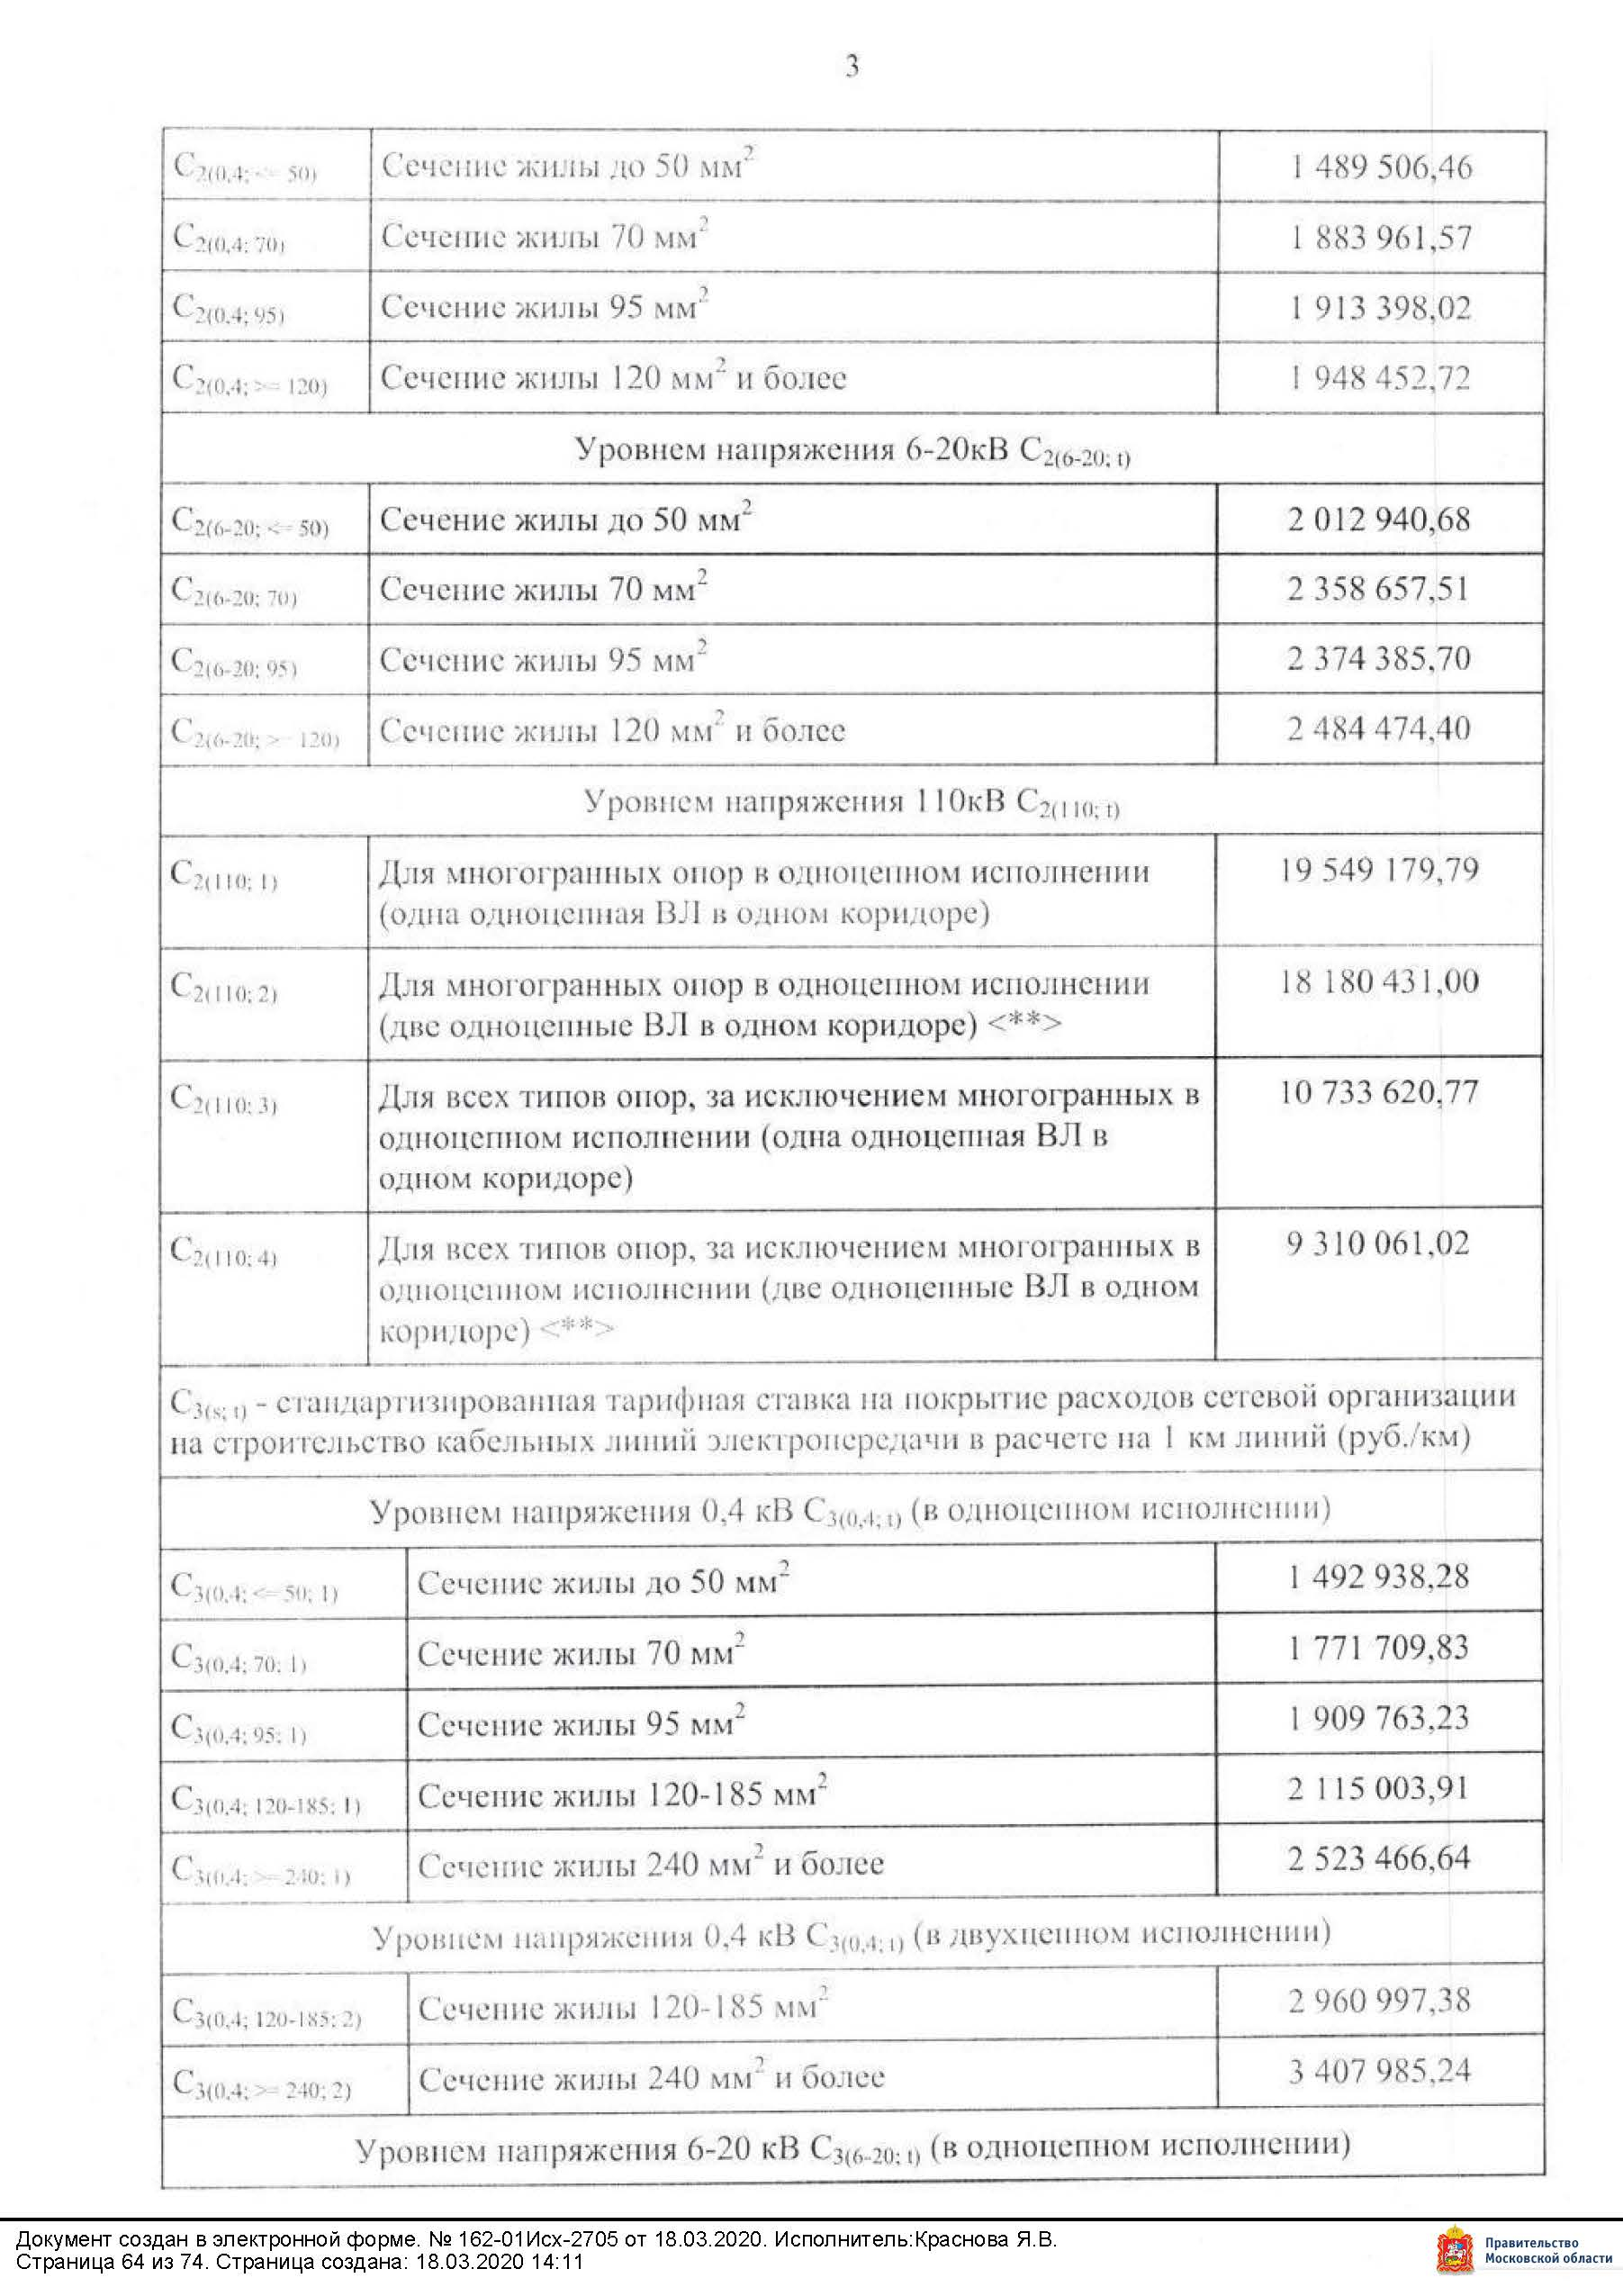 3
C2(0,4; <= 50) Сечение жилы до 50 мм2 1 489 506,46
C2(0,4; 70) Сечение жилы 70 мм2 1 883 961,57
C2(0,4; 95) Сечение жилы 95 мм2 1 913 398,02
C2(0,4; >= 120) Сечение жилы 120 мм2 и более 1 948 452,72
Уровнем напряжения 6-20кВ C2(6-20; t)
C2(6-20; <= 50) Сечение жилы до 50 мм2 2 012 940,68
C2(6-20; 70) Сечение жилы 70 мм2 2 358 657,51
C2(6-20; 95) Сечение жилы 95 мм2 2 374 385,70
C2(6-20; >= 120) Сечение жилы 120 мм2 и более 2 484 474,40
Уровнем напряжения 110кВ C2(110; t)
C2(110; 1) Для многогранных опор в одноцепном исполнении 19 549 179,79
(одна одноцепная ВЛ в одном коридоре)
C2(110; 2) Для многогранных опор в одноцепном исполнении 18 180 431,00
(две одноцепные ВЛ в одном коридоре) <**>
C2(110; 3) Для всех типов опор, за исключением многогранных в 10 733 620,77
одноцепном исполнении (одна одноцепная ВЛ в
одном коридоре)
C2(110; 4) Для всех типов опор, за исключением многогранных в 9 310 061,02
одноцепном исполнении (две одноцепные ВЛ в одном
коридоре) <**>
C3(s; t) - стандартизированная тарифная ставка на покрытие расходов сетевой организации
на строительство кабельных линий электропередачи в расчете на 1 км линий (руб./км)
Уровнем напряжения 0,4 кВ C3(0,4; t) (в одноцепном исполнении)
C3(0,4; <= 50; 1) Сечение жилы до 50 мм2 1 492 938,28
C3(0,4; 70; 1) Сечение жилы 70 мм2 1 771 709,83
C3(0,4; 95; 1) Сечение жилы 95 мм2 1 909 763,23
C3(0,4; 120-185; 1) Сечение жилы 120-185 мм2 2 115 003,91
C3(0,4; >= 240; 1) Сечение жилы 240 мм2 и более 2 523 466,64
Уровнем напряжения 0,4 кВ C3(0,4; t) (в двухцепном исполнении)
C3(0,4; 120-185; 2) Сечение жилы 120-185 мм2 2 960 997,38
C3(0,4; >= 240; 2) Сечение жилы 240 мм2 и более 3 407 985,24
Уровнем напряжения 6-20 кВ C3(6-20; t) (в одноцепном исполнении)
Документ создан в электронной форме. № 162-01Исх-2705 от 18.03.2020. Исполнитель:Краснова Я.В.
Страница 64 из 74. Страница создана: 18.03.2020 14:11
Правительство
Московской области